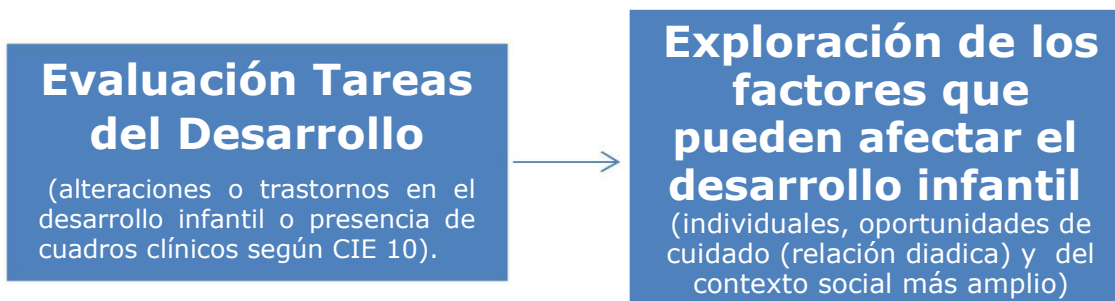 Evaluación Tareas
del Desarrollo
(alteraciones o trastornos en el
desarrollo infantil o presencia de
cuadros clínicos según CIE 10).
Exploración de los
factores que
pueden afectar el
desarrollo infantil
(individuales, oportunidades de
cuidado (relación diadica) y del
contexto social más amplio)